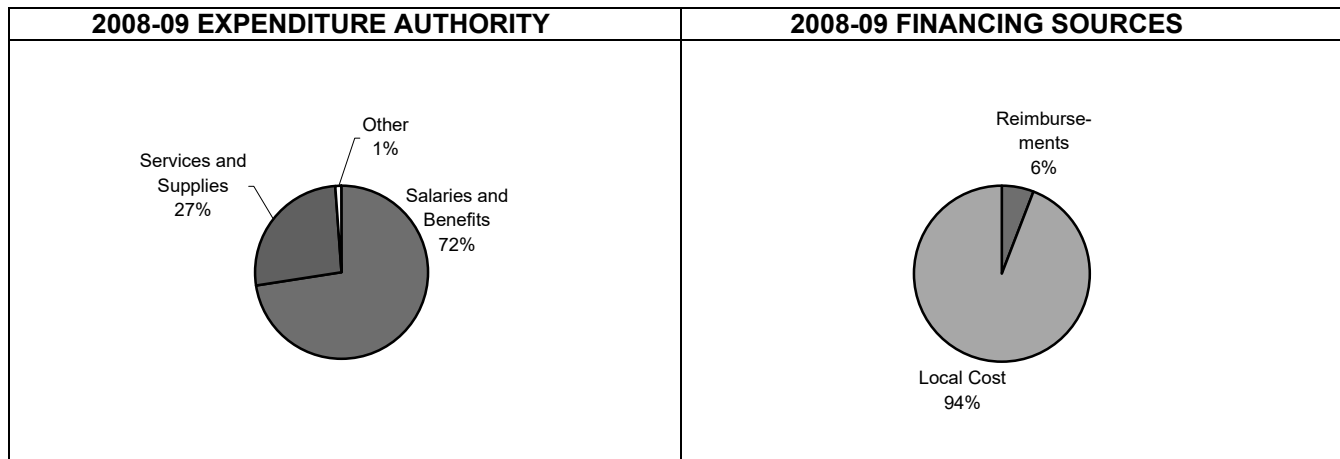 2008-09 EXPENDITURE AUTHORITY
Other
1%
Services and
Supplies
27%
Salaries and
Benefits
72%
2008-09 FINANCING SOURCES
Reimburse-
ments
6%
Local Cost
94%